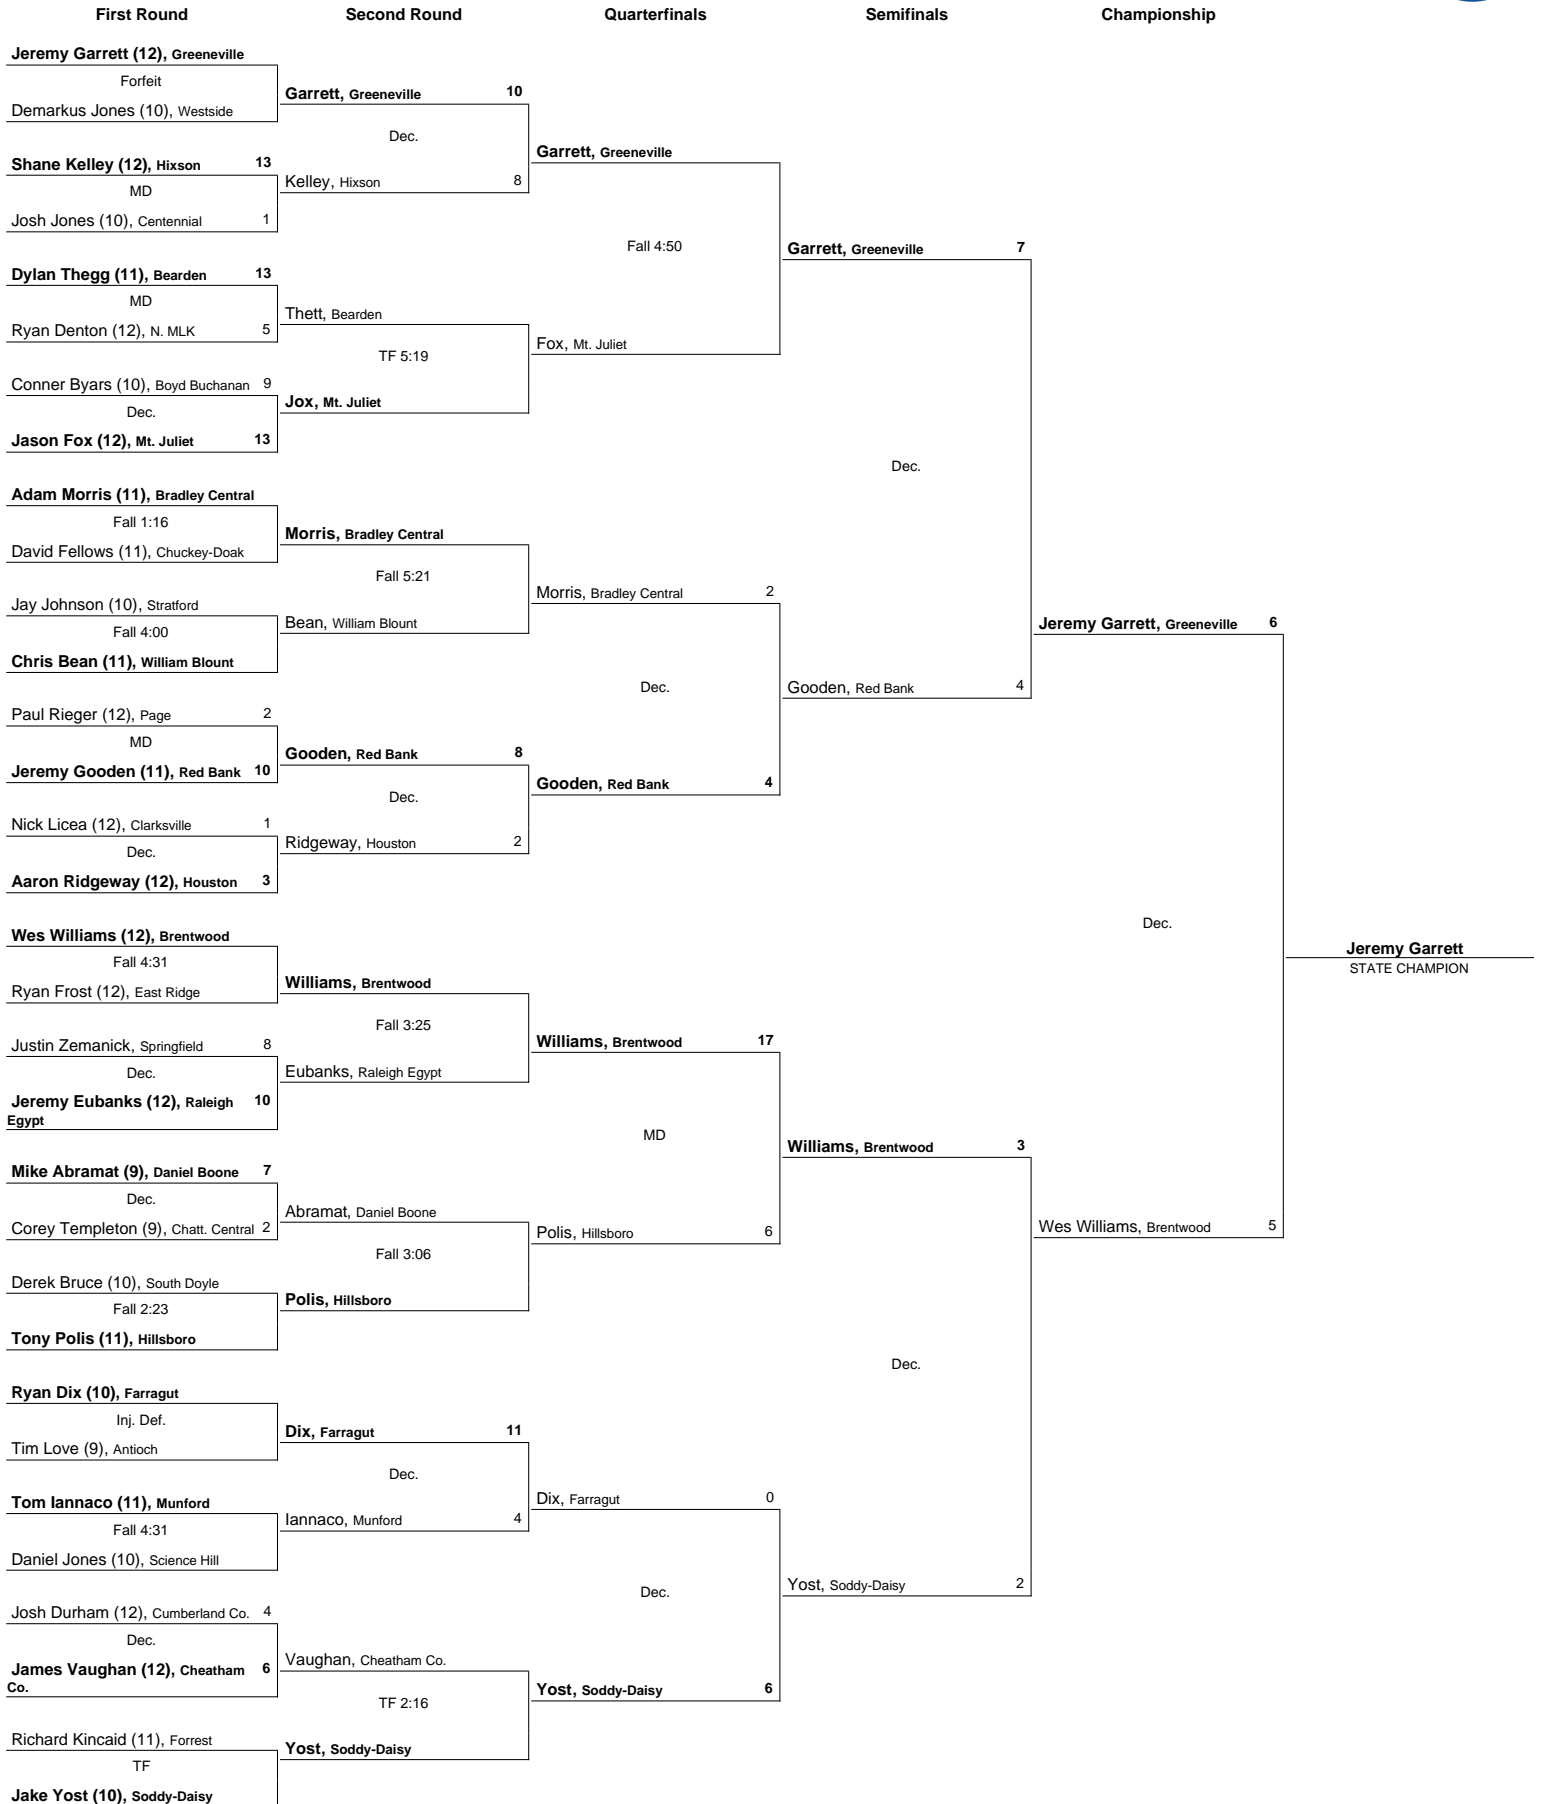 First Round
Second Round
Quarterfinals
Semifinals
Championship
Jeremy Garrett (12), Greeneville
Forfeit
Demarkus Jones (10), Westside
Shane Kelley (12), Hixson 13
MD
Josh Jones (10), Centennial 1
Dylan Thegg (11), Bearden 13
MD
Ryan Denton (12), N. MLK 5
Conner Byars (10), Boyd Buchanan 9
Dec.
Jason Fox (12), Mt. Juliet 13
Adam Morris (11), Bradley Central
Fall 1:16
David Fellows (11), Chuckey-Doak
Jay Johnson (10), Stratford
Fall 4:00
Chris Bean (11), William Blount
Paul Rieger (12), Page 2
MD
Jeremy Gooden (11), Red Bank 10
Nick Licea (12), Clarksville 1
Dec.
Aaron Ridgeway (12), Houston 3
Wes Williams (12), Brentwood
Fall 4:31
Ryan Frost (12), East Ridge
Justin Zemanick, Springfield 8
Dec.
Jeremy Eubanks (12), Raleigh 10
Egypt
Mike Abramat (9), Daniel Boone 7
Dec.
Corey Templeton (9), Chatt. Central 2
Derek Bruce (10), South Doyle
Fall 2:23
Tony Polis (11), Hillsboro
Ryan Dix (10), Farragut
Inj. Def.
Tim Love (9), Antioch
Tom Iannaco (11), Munford
Fall 4:31
Daniel Jones (10), Science Hill
Josh Durham (12), Cumberland Co. 4
Dec.
James Vaughan (12), Cheatham 6
Co.
Richard Kincaid (11), Forrest
TF
Jake Yost (10), Soddy-Daisy
Garrett, Greeneville 10
Dec.
Kelley, Hixson 8
Thett, Bearden
TF 5:19
Jox, Mt. Juliet
Morris, Bradley Central
Fall 5:21
Bean, William Blount
Gooden, Red Bank 8
Dec.
Ridgeway, Houston 2
Williams, Brentwood
Fall 3:25
Eubanks, Raleigh Egypt
Abramat, Daniel Boone
Fall 3:06
Polis, Hillsboro
Dix, Farragut 11
Dec.
Iannaco, Munford 4
Vaughan, Cheatham Co.
TF 2:16
Yost, Soddy-Daisy
Garrett, Greeneville
Fall 4:50
Fox, Mt. Juliet
Morris, Bradley Central 2
Dec.
Gooden, Red Bank 4
Williams, Brentwood 17
MD
Polis, Hillsboro 6
Dix, Farragut 0
Dec.
Yost, Soddy-Daisy 6
Garrett, Greeneville 7
Dec.
Gooden, Red Bank 4
Williams, Brentwood 3
Dec.
Yost, Soddy-Daisy 2
Jeremy Garrett, Greeneville 6
Dec.
Wes Williams, Brentwood 5
Jeremy Garrett
STATE CHAMPION